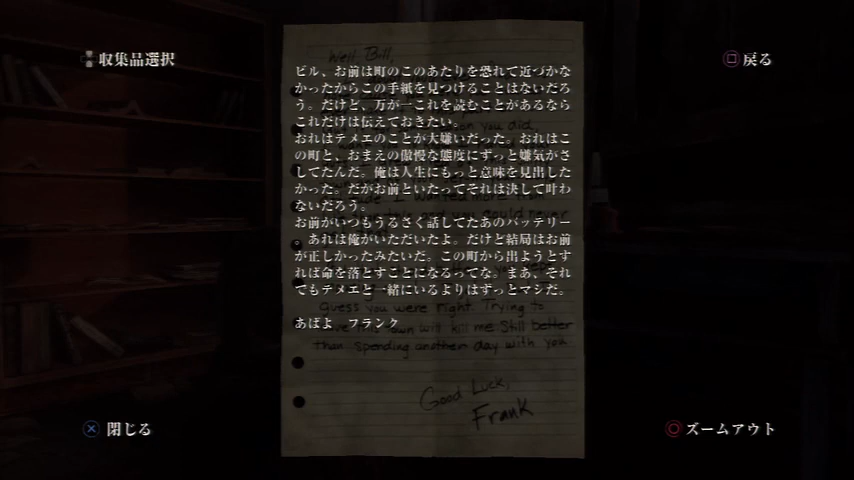 収集品選択
戻る
Well Bill,
ビル、お前は町のこのあたりを恐れて近づかな
かったからこの手紙を見つけることはないだろ
う。だけど、万が一これを読むことがあるなら
これだけは伝えておきたい。
おれはテメエのことが大嫌いだった。おれはこ
の町と、おまえの傲慢な態度にずっと嫌気がさ
してたんだ。俺は人生にもっと意味を見出した
かった。だがお前といたってそれは決して叶わ
ないだろう。
お前がいつもうるさく話してたあのバッテリー
。あれは俺がいただいたよ。だけど結局はお前
が正しかったみたいだ。この町から出ようとす
れば命を落とすことになるってな。まあ、それ
でもテメエと一緒にいるよりはずっとマシだ。
guess you were right. Trying to
あばよ フランク
this town will kill me. Still better
than spending another day with you
Good Luck,
Frank
閉じる
ズームアウト